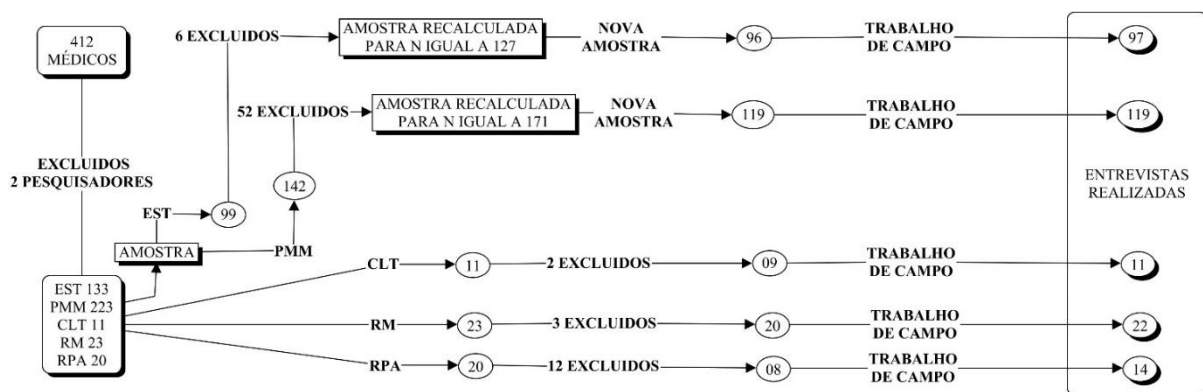 412
MÉDICOS
EXCLUIDOS
2 PESQUISADORES
EST 133
PMM 223
CLT 11
RM 23
RPA 20
AMOSTRA
EST
99
6 EXCLUIDOS
AMOSTRA RECALCULADA
PARA N IGUAL A 127
NOVA
AMOSTRA
96
TRABALHO
DE CAMPO
97
PMM
142
52 EXCLUIDOS
AMOSTRA RECALCULADA
PARA N IGUAL A 171
NOVA
AMOSTRA
119
TRABALHO
DE CAMPO
119
ENTREVISTAS
REALIZADAS
CLT
11
2 EXCLUIDOS
09
TRABALHO
DE CAMPO
11
RM
23
3 EXCLUIDOS
20
TRABALHO
DE CAMPO
22
RPA
20
12 EXCLUIDOS
08
TRABALHO
DE CAMPO
14